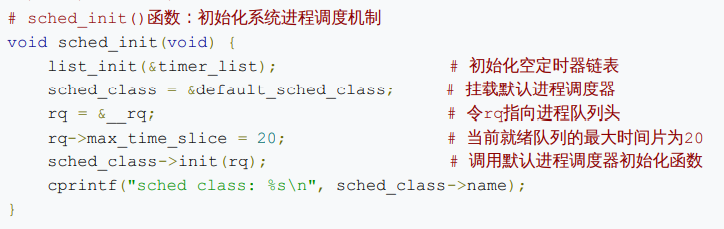 # sched_init()函数：初始化系统进程调度机制
void sched_init(void) {
    list_init(&timer_list);                 # 初始化空定时器链表
    sched_class = &default_sched_class;     # 挂载默认进程调度器
    rq = &__rq;                             # 令rq指向进程队列头
    rq->max_time_slice = 20;                # 当前就绪队列的最大时间片为20
    sched_class->init(rq);                  # 调用默认进程调度器初始化函数
    cprintf("sched class: %s\n", sched_class->name);
}